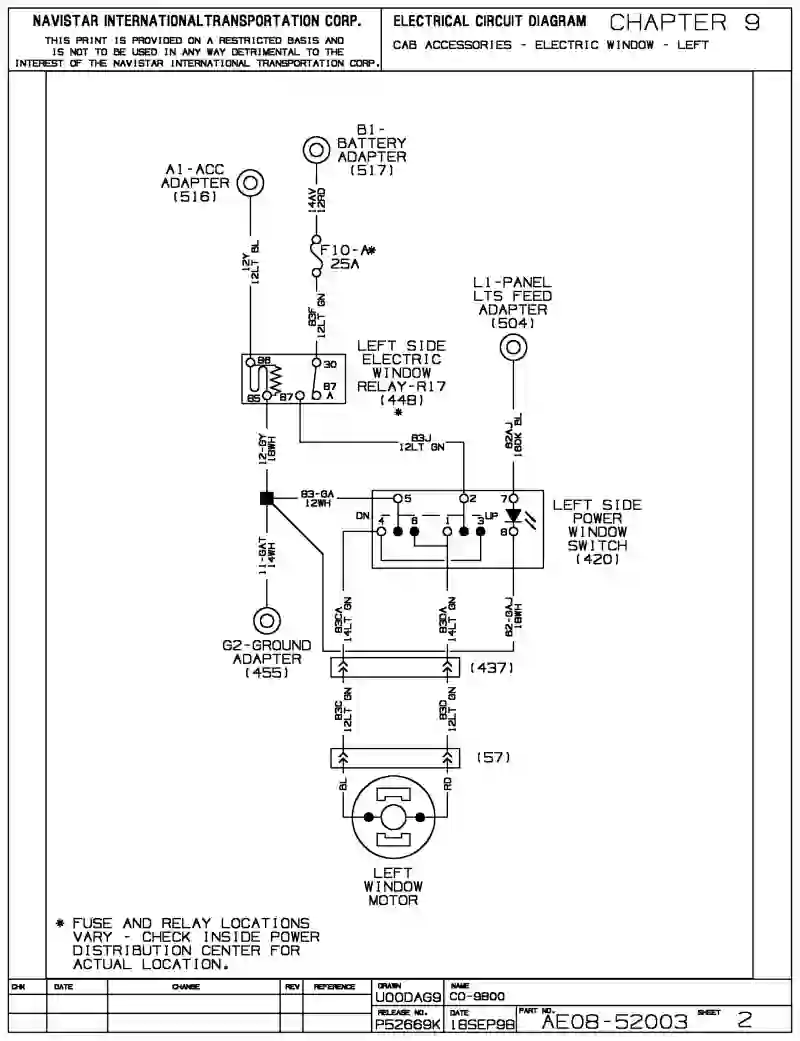 NAVISTAR INTERNATIONALTRANSPORTATION CORP.
THIS PRINT IS PROVIDED ON A RESTRICTED BASIS AND
IS NOT TO BE USED IN ANY WAY DETRIMENTAL TO THE
INTEREST OF THE NAVISTAR INTERNATIONAL TRANSPORTATION CORP.
ELECTRICAL CIRCUIT DIAGRAM CHAPTER 9
CAB ACCESSORIES - ELECTRIC WINDOW - LEFT
B1-
BATTERY
ADAPTER
(517)
A1-ACC
ADAPTER
(516)
14AV
12RD
12Y
12LT BL
F10-A*
25A
83F
12LT GN
L1-PANEL
LTS FEED
ADAPTER
(504)
LEFT SIDE
ELECTRIC
WINDOW
RELAY-R17
(448)
*
86
30
85
87
87
A
12-GY
18WH
83J
12LT GN
62AJ
16DK BL
83-GA
12WH
5
2
7
DN
UP
4
6
1
3
8
LEFT SIDE
POWER
WINDOW
SWITCH
(420)
11-GAT
14WH
83CA
14LT GN
83DA
14LT GN
62-GAJ
18WH
G2-GROUND
ADAPTER
(455)
(437)
83C
12LT GN
83D
12LT GN
(57)
BL
RD
LEFT
WINDOW
MOTOR
* FUSE AND RELAY LOCATIONS
VARY - CHECK INSIDE POWER
DISTRIBUTION CENTER FOR
ACTUAL LOCATION.
CHK
DATE
CHANGE
REV
REFERENCE
DRAWN
U00DAG9
NAME
CO-9800
RELEASE NO.
P52669K
DATE
18SEP98
PART NO.
AE08-52003
SHEET
2